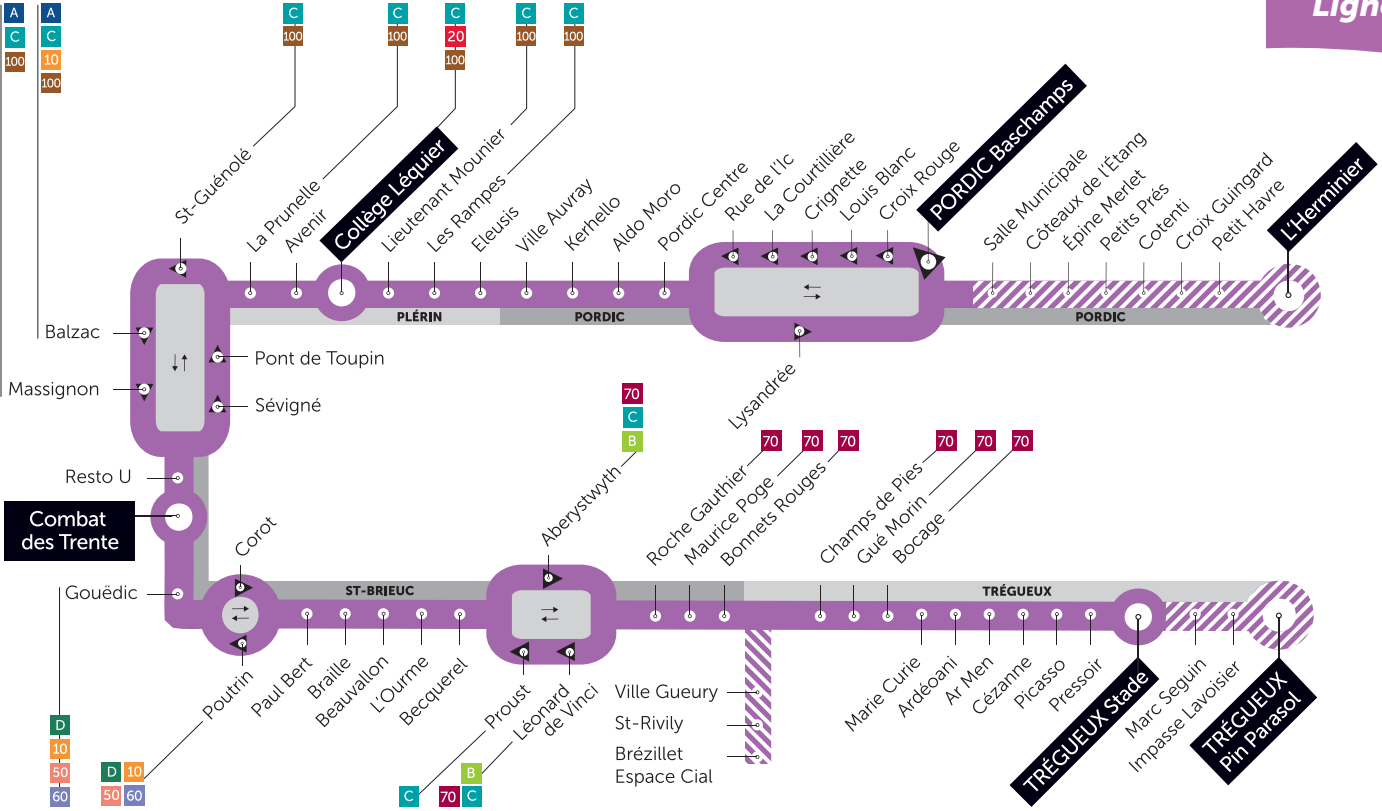 Ligne
A
C
100
A
C
10
100
C
100
C
100
C
20
100
C
100
C
100
St-Guénolé
La Prunelle
Avenir
Collège Léquier
Lieutenant Mounier
Les Rampes
Eleusis
Ville Auvray
Kerhello
Aldo Moro
Pordic Centre
Rue de l'Ic
La Courtillière
Crignette
Louis Blanc
Croix Rouge
PORDIC Baschamps
Salle Municipale
Côteaux de l'Étang
Épine Merlet
Petits Prés
Cotenti
Croix Guingard
Petit Havre
L'Herminier
PLÉRIN
PORDIC
PORDIC
Balzac
Massignon
Pont de Toupin
Sévigné
Lysandrée
Resto U
Combat
des Trente
Gouëdic
D
10
50
60
Corot
Poutrin
D 10
50 60
ST-BRIEUC
Paul Bert
Braille
Beauvallon
L'Ourme
Becquerel
70
C
B
Aberystwyth
Proust
C
Léonard
de Vinci
B
70 C
Roche Gauthier
70
Maurice Poge
70
Bonnets Rouges
70
Champs de Pies
70
Gué Morin
70
Bocage
70
TRÉGUEUX
Ville Gueury
St-Rivily
Brézillet
Espace Cial
Marie Curie
Ardéoani
Ar Men
Cézanne
Picasso
Pressoir
TRÉGUEUX Stade
Marc Seguin
Impasse Lavoisier
TRÉGUEUX
Pin Parasol